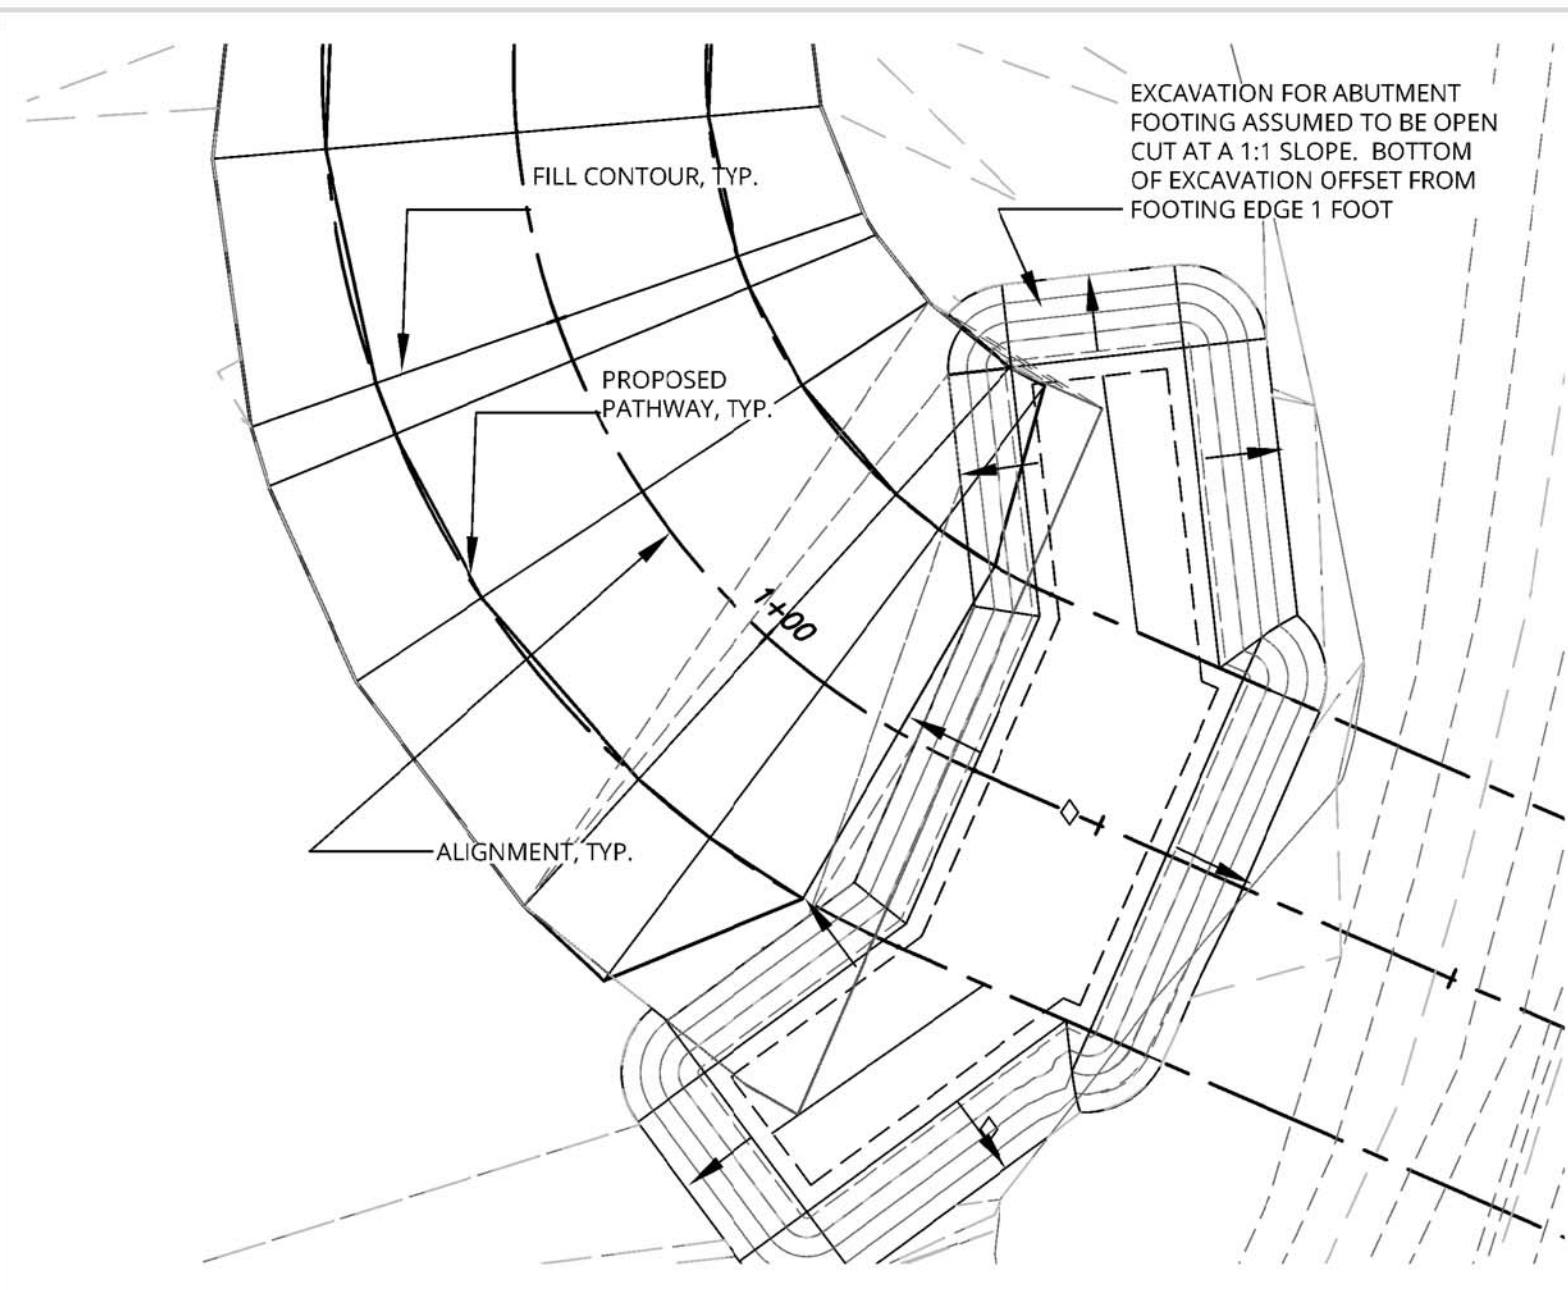 EXCAVATION FOR ABUTMENT
FOOTING ASSUMED TO BE OPEN
CUT AT A 1:1 SLOPE. BOTTOM
OF EXCAVATION OFFSET FROM
FOOTING EDGE 1 FOOT
FILL CONTOUR, TYP.
PROPOSED
PATHWAY, TYP.
1+00
ALIGNMENT, TYP.